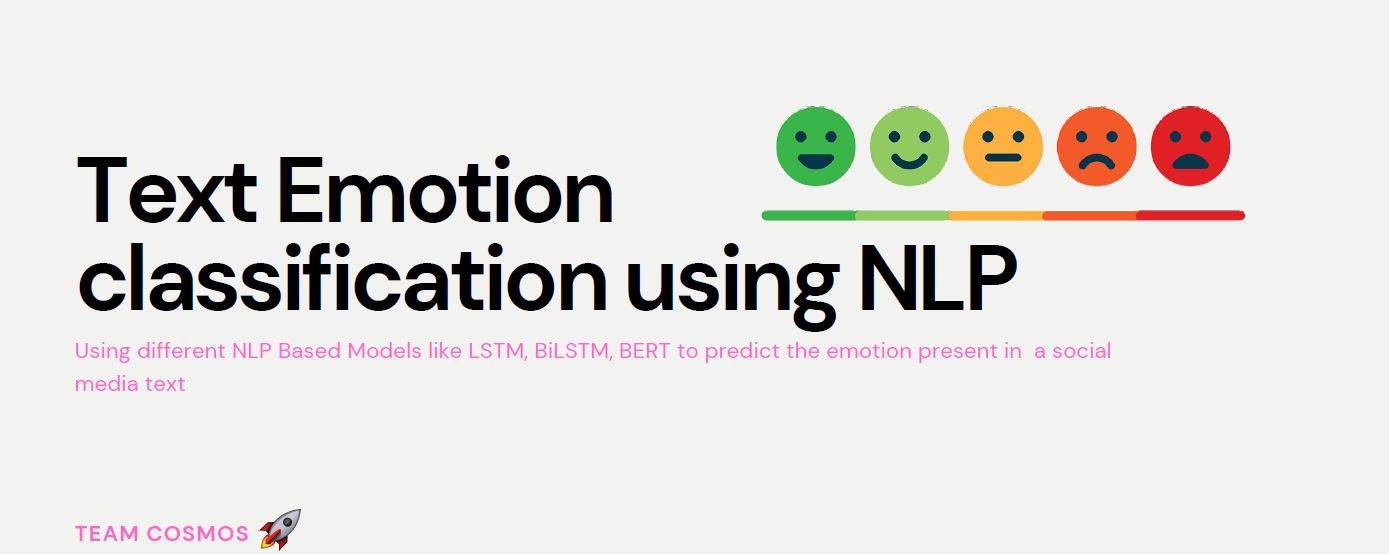 Text Emotion
classification using NLP
Using different NLP Based Models like LSTM, BiLSTM, BERT to predict the emotion present in  a social
media text
TEAM COSMOS